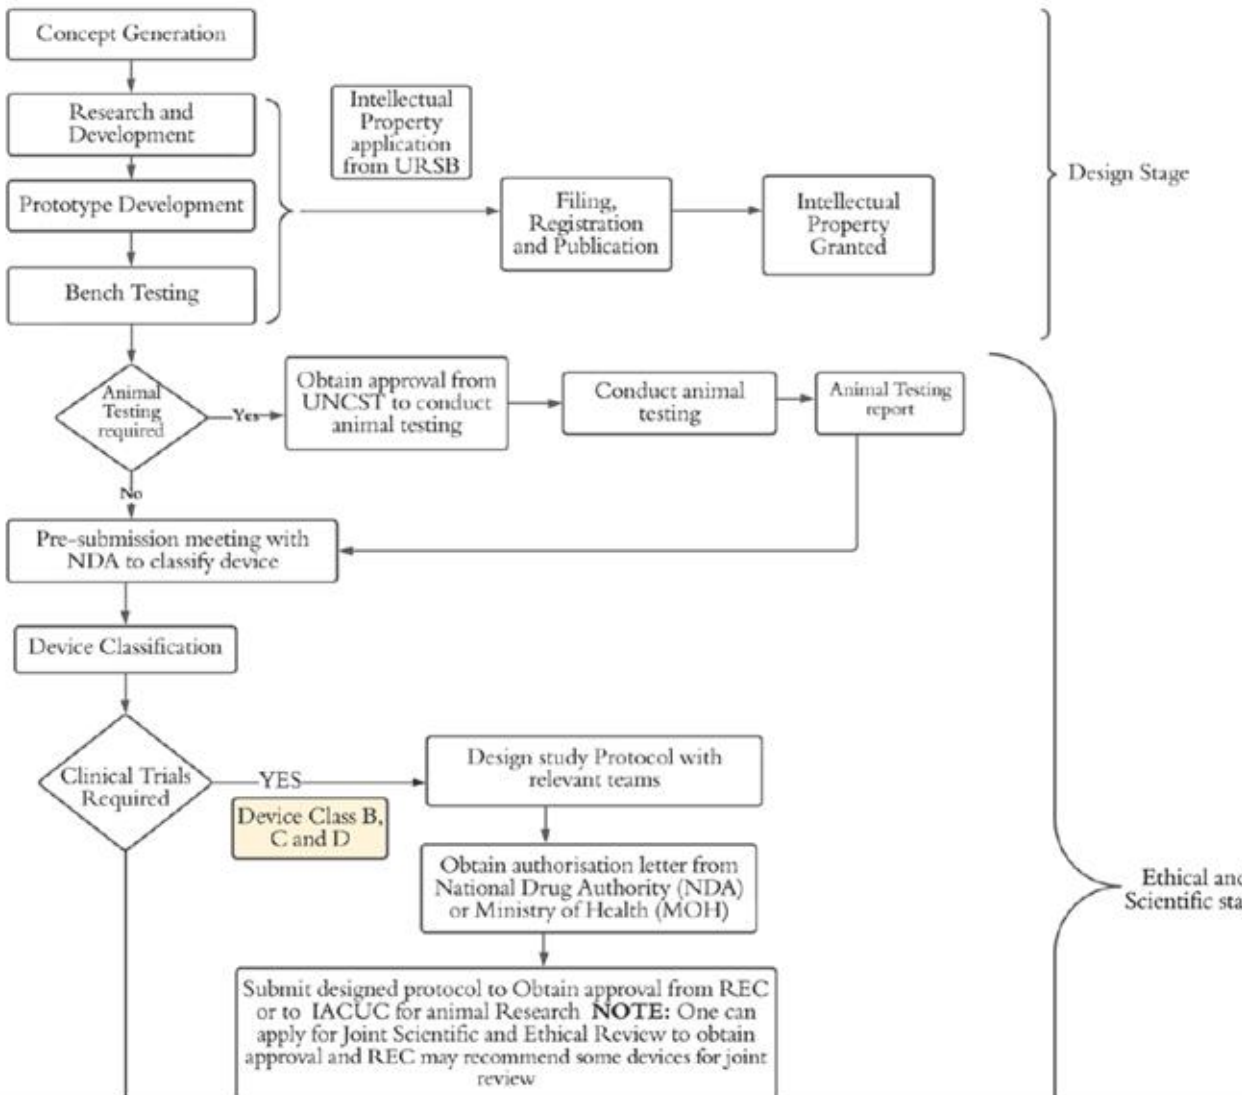 Concept Generation
Research and
Development
Prototype Development
Bench Testing
Intellectual
Property
application
from URSB
Filing,
Registration
and Publication
Intellectual
Property
Granted
Design Stage
Animal
Testing
required
Yes
Obtain approval from
UNCST to conduct
animal testing
Conduct animal
testing
Animal Testing
report
No
Pre-submission meeting with
NDA to classify device
Device Classification
Clinical Trials
Required
YES
Device Class B,
C and D
Design study Protocol with
relevant teams
Obtain authorisation letter from
National Drug Authority (NDA)
or Ministry of Health (MOH)
Submit designed protocol to Obtain approval from REC
or to IACUC for animal Research NOTE: One can
apply for Joint Scientific and Ethical Review to obtain
approval and REC may recommend some devices for joint
review
Ethical and
Scientific sta